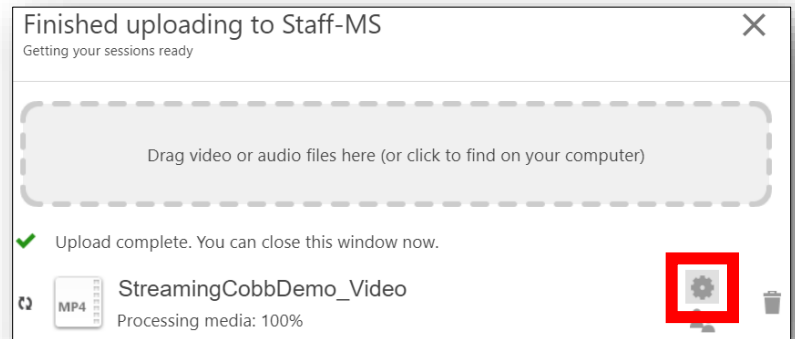 Finished uploading to Staff-MS
Getting your sessions ready
Drag video or audio files here (or click to find on your computer)
Upload complete. You can close this window now.
StreamingCobbDemo_Video
MP4
Processing media: 100%